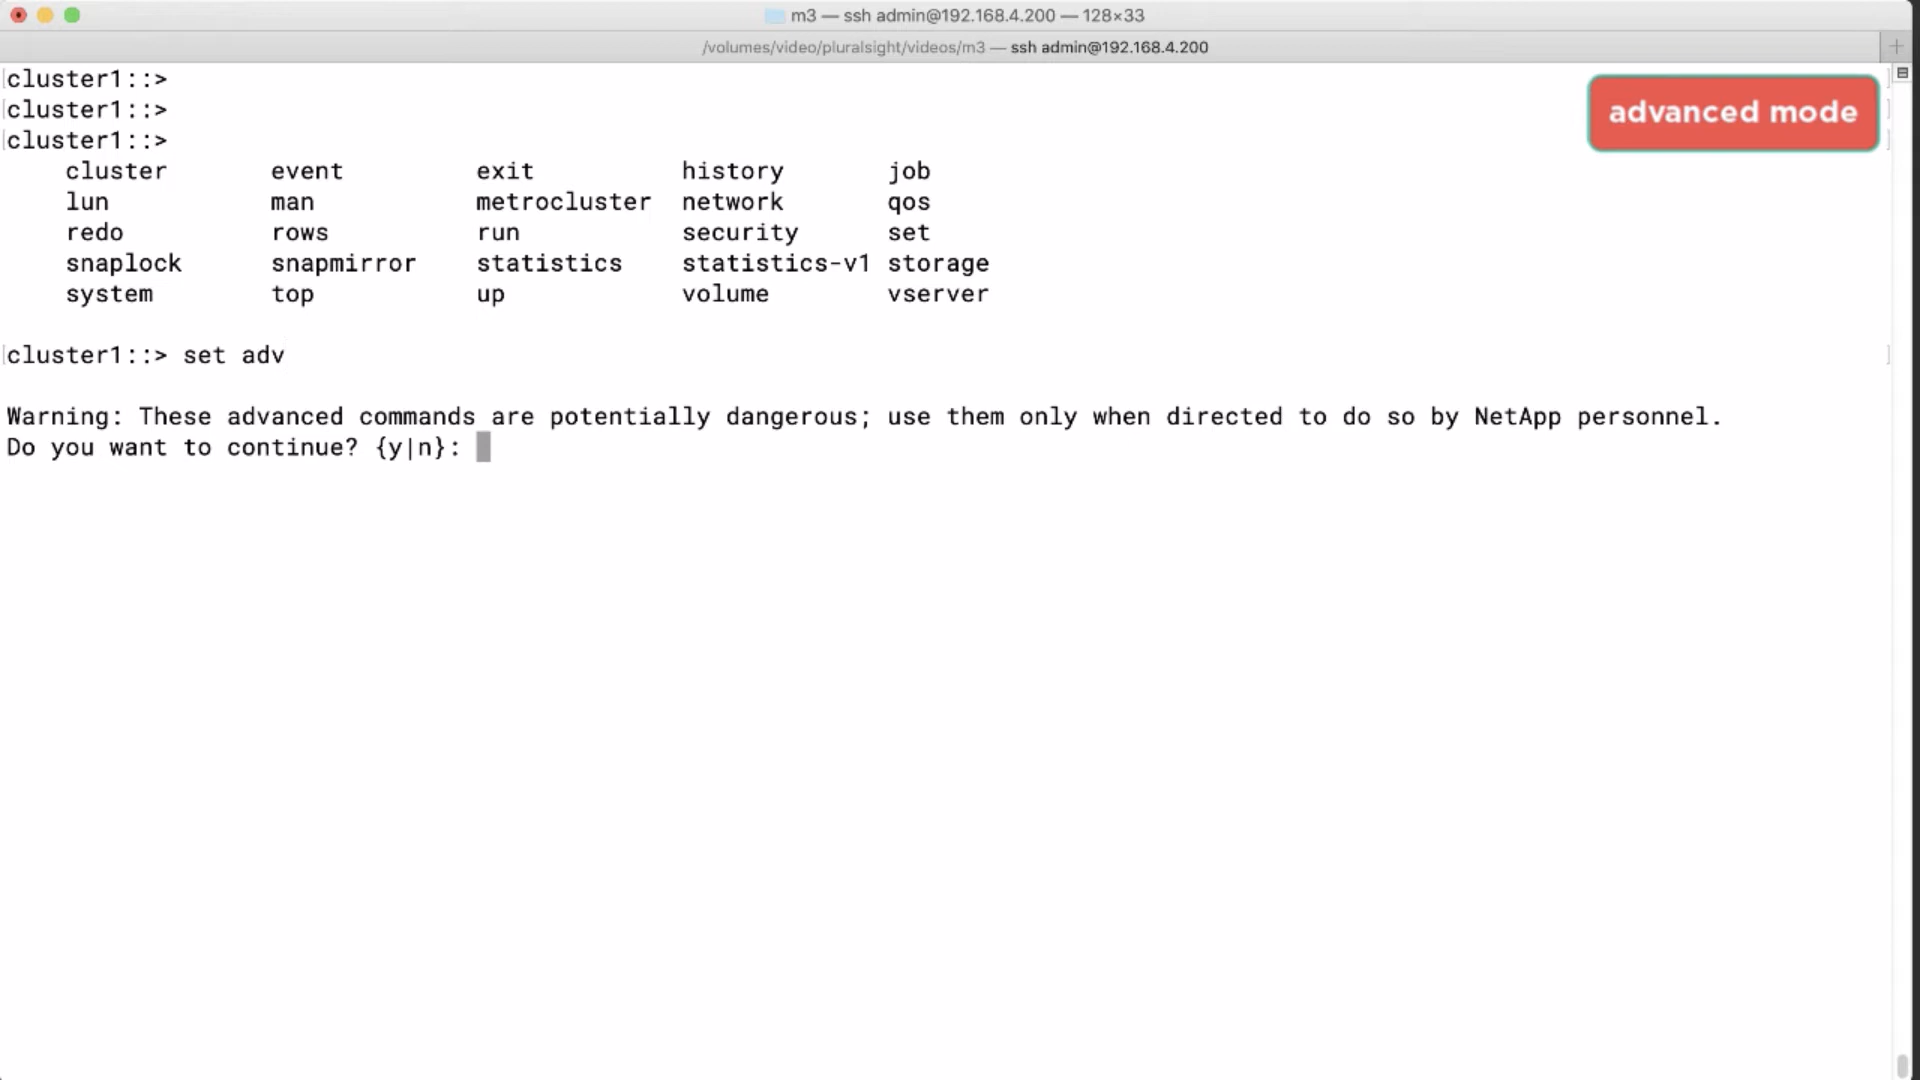 m3 — ssh admin@192.168.4.200 — 128×33
/volumes/video/pluralsight/videos/m3 — ssh admin@192.168.4.200
cluster1::>
cluster1::>
cluster1::>
advanced mode
cluster event exit history job
lun man metrocluster network qos
redo rows run security set
snaplock snapmirror statistics statistics-v1 storage
system top up volume vserver
cluster1::> set adv
Warning: These advanced commands are potentially dangerous; use them only when directed to do so by NetApp personnel.
Do you want to continue? {y|n}: